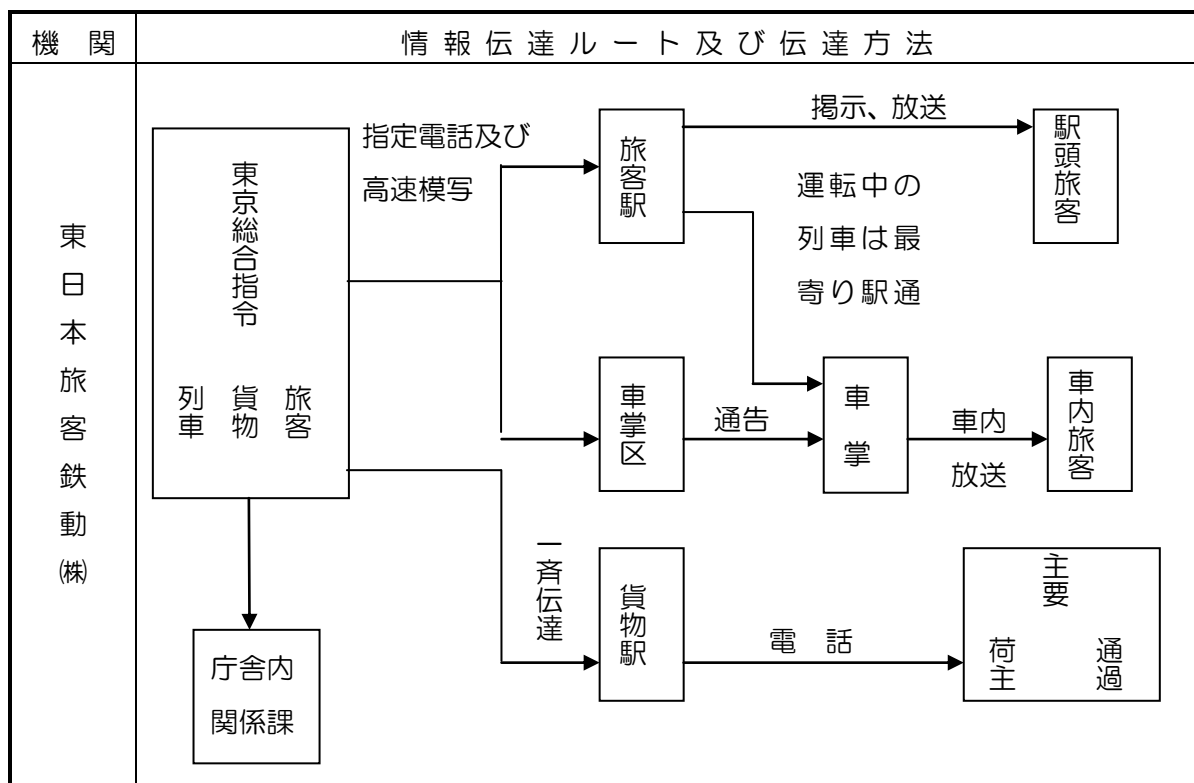 機関
情報伝達ルート及び伝達方法
東日本旅客鉄動㈱
東京総合指令
旅客
貨物
列車
指定電話及び
高速模写
旅客駅
掲示、放送
駅頭旅客
運転中の
列車は最
寄り駅通
車掌区
通告
車掌
車内
放送
車内旅客
一斉伝達
貨物駅
電話
主要
通過
荷主
庁舎内
関係課